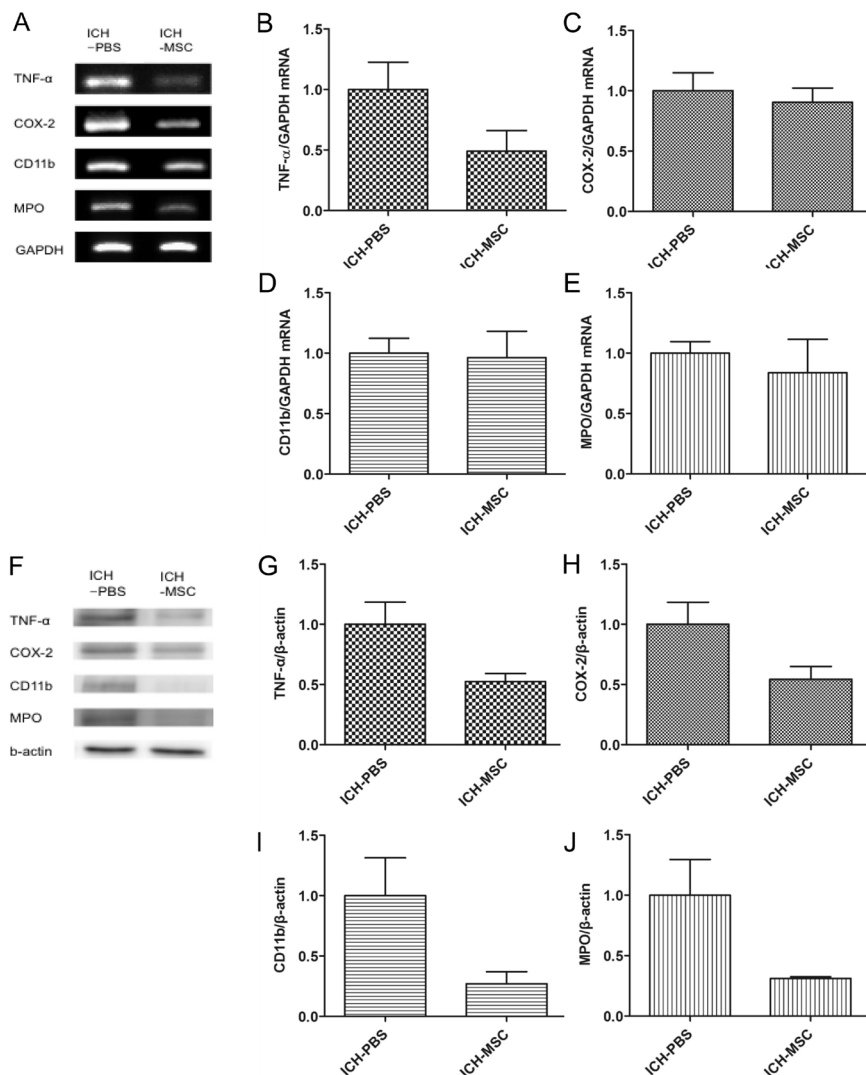 A
ICH
−PBS
ICH
-MSC
TNF-α
COX-2
CD11b
MPO
GAPDH
B
TNF-α/GAPDH mRNA
1.5
1.0
0.5
0.0
ICH-PBS
ICH-MSC
C
COX-2/GAPDH mRNA
1.5
1.0
0.5
0.0
ICH-PBS
ICH-MSC
D
CD11b/GAPDH mRNA
1.5
1.0
0.5
0.0
ICH-PBS
ICH-MSC
E
MPO/GAPDH mRNA
1.5
1.0
0.5
0.0
ICH-PBS
ICH-MSC
F
ICH
−PBS
ICH
-MSC
TNF-α
COX-2
CD11b
MPO
b-actin
G
TNF-α/β-actin
1.5
1.0
0.5
0.0
ICH-PBS
ICH-MSC
H
COX-2/β-actin
1.5
1.0
0.5
0.0
ICH-PBS
ICH-MSC
I
CD11b/β-actin
1.5
1.0
0.5
0.0
ICH-PBS
ICH-MSC
J
MPO/β-actin
1.5
1.0
0.5
0.0
ICH-PBS
ICH-MSC